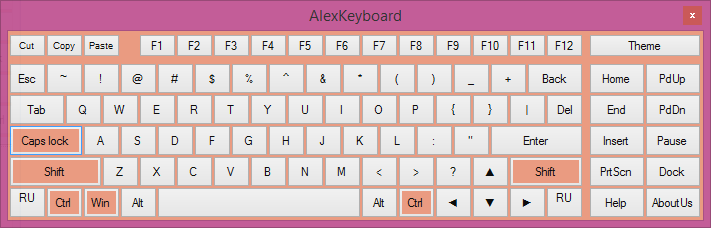 AlexKeyboard x
Cut Copy Paste F1 F2 F3 F4 F5 F6 F7 F8 F9 F10 F11 F12 Theme
Esc ~ ! @ # $ % ^ & * ( ) _ + Back Home PdUp
Tab Q W E R T Y U I O P { } | Del End PdDn
Caps lock A S D F G H J K L : " Enter Insert Pause
Shift Z X C V B N M < > ? ▲ Shift PrtScn Dock
RU Ctrl Win Alt Alt Ctrl ◄ ▼ ► RU Help AboutUs